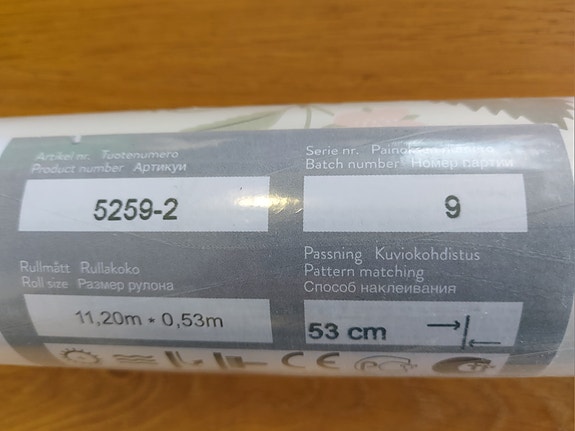 Artikel nr. Tuotenumero
Product number Артикул
5259-2
Serie nr.
Batch number Номер партии
9
Rullmått Rullakoko
Roll size Размер рулона
11,20m * 0,53m
Passning Kuviokohdistus
Pattern matching
Способ наклеивания
53 cm
CE